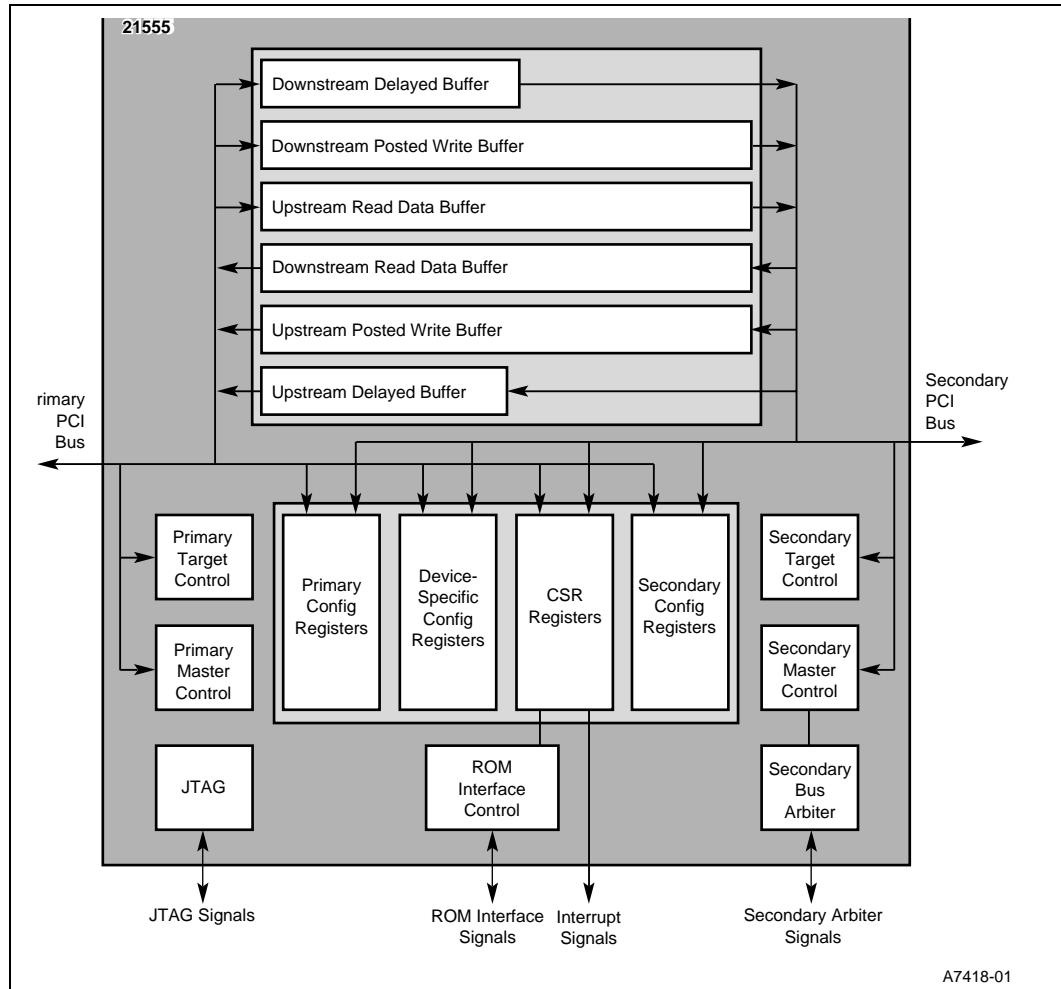 21555
Downstream Delayed Buffer
Downstream Posted Write Buffer
Upstream Read Data Buffer
Downstream Read Data Buffer
Upstream Posted Write Buffer
Upstream Delayed Buffer
rimary
PCI
Bus
Secondary
PCI
Bus
Primary
Target
Control
Primary
Master
Control
Primary
Config
Registers
Device-
Specific
Config
Registers
CSR
Registers
Secondary
Config
Registers
Secondary
Target
Control
Secondary
Master
Control
JTAG
ROM
Interface
Control
Secondary
Bus
Arbiter
JTAG Signals
ROM Interface
Signals
Interrupt
Signals
Secondary Arbiter
Signals
A7418-01